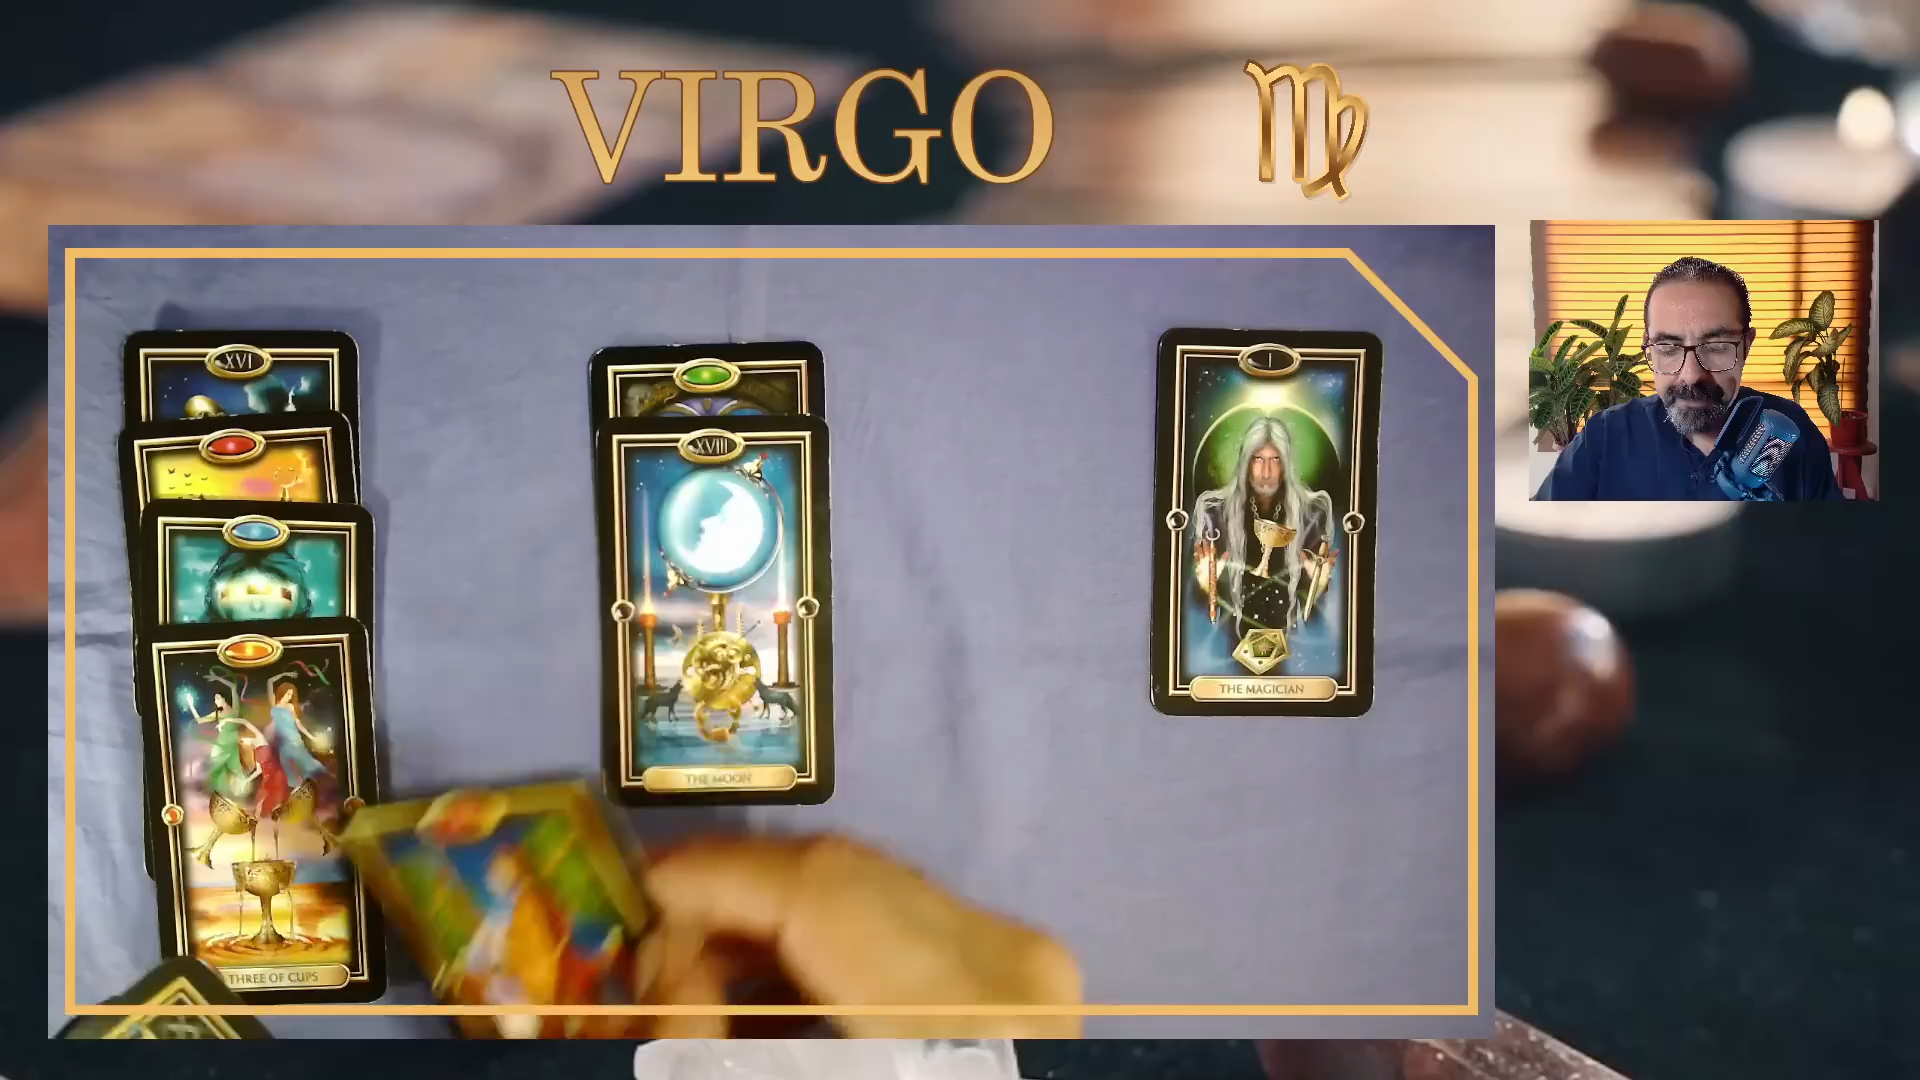 VIRGO
XVI
I
XVIII
THE MAGICIAN
THE MOON
THREE OF CUPS